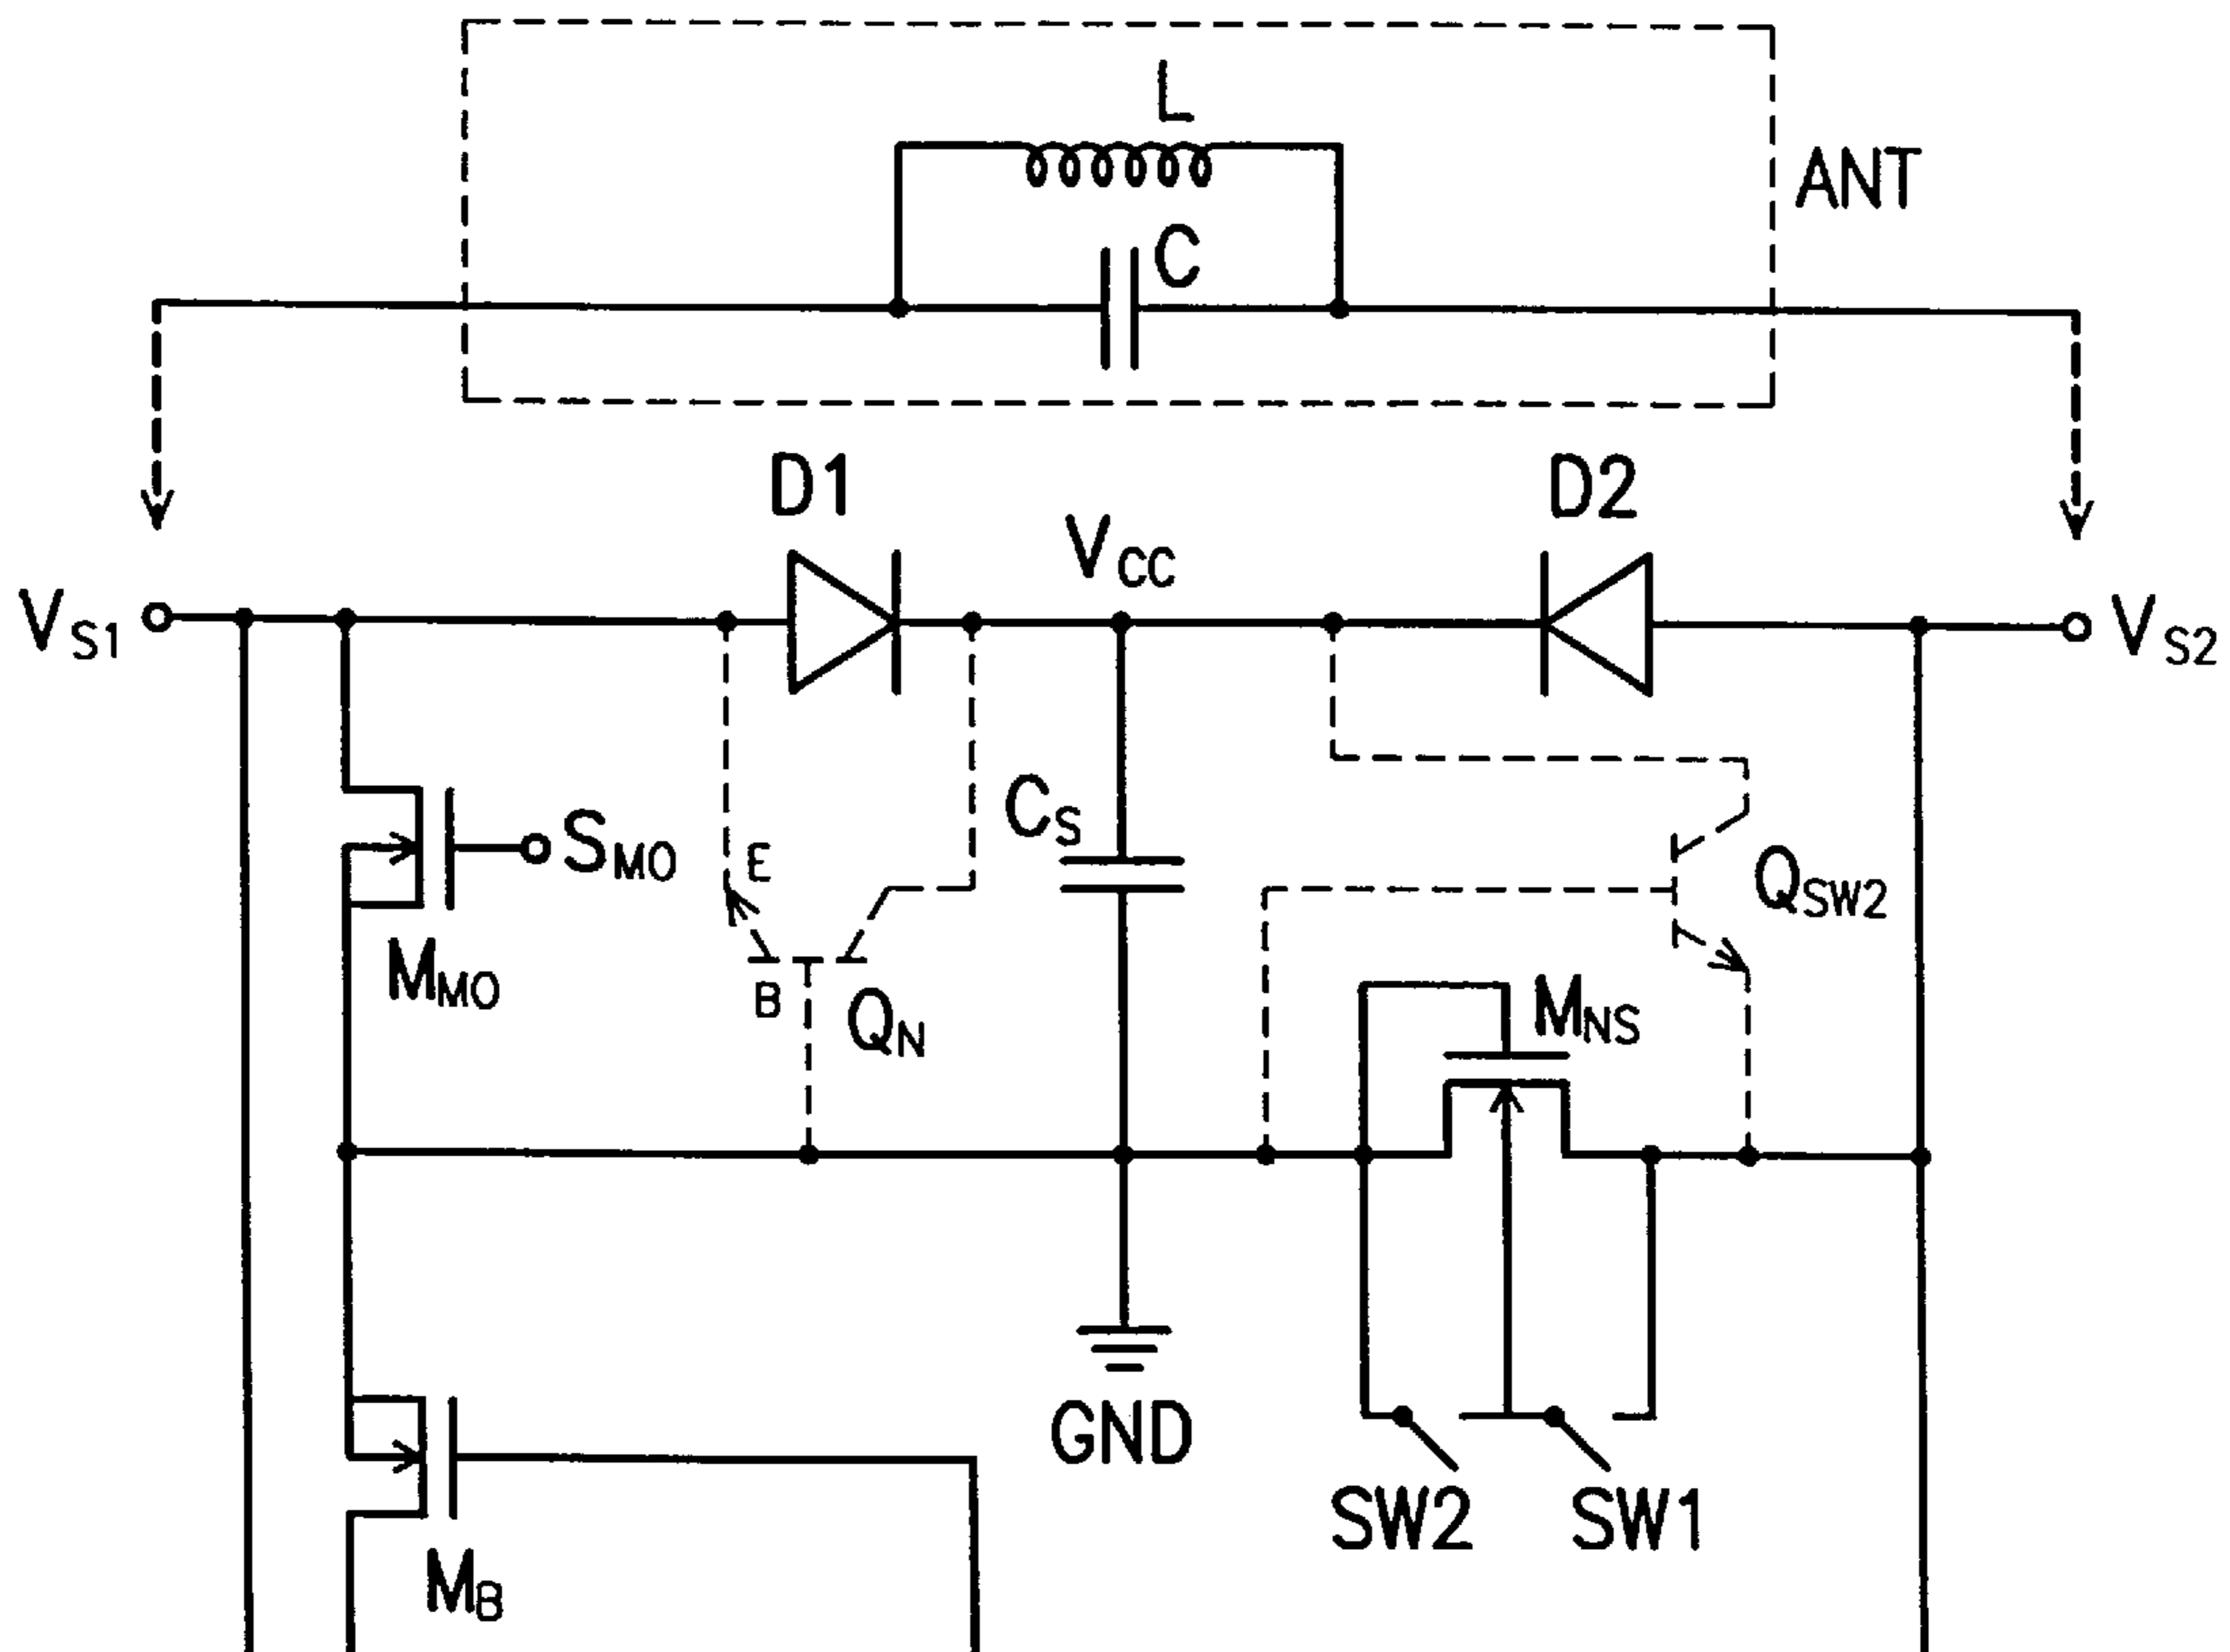 L
C
ANT
D1
D2
VCC
VS1
VS2
CS
SMO
E
QSW2
MMO
B
QN
MNS
GND
SW2
SW1
MB